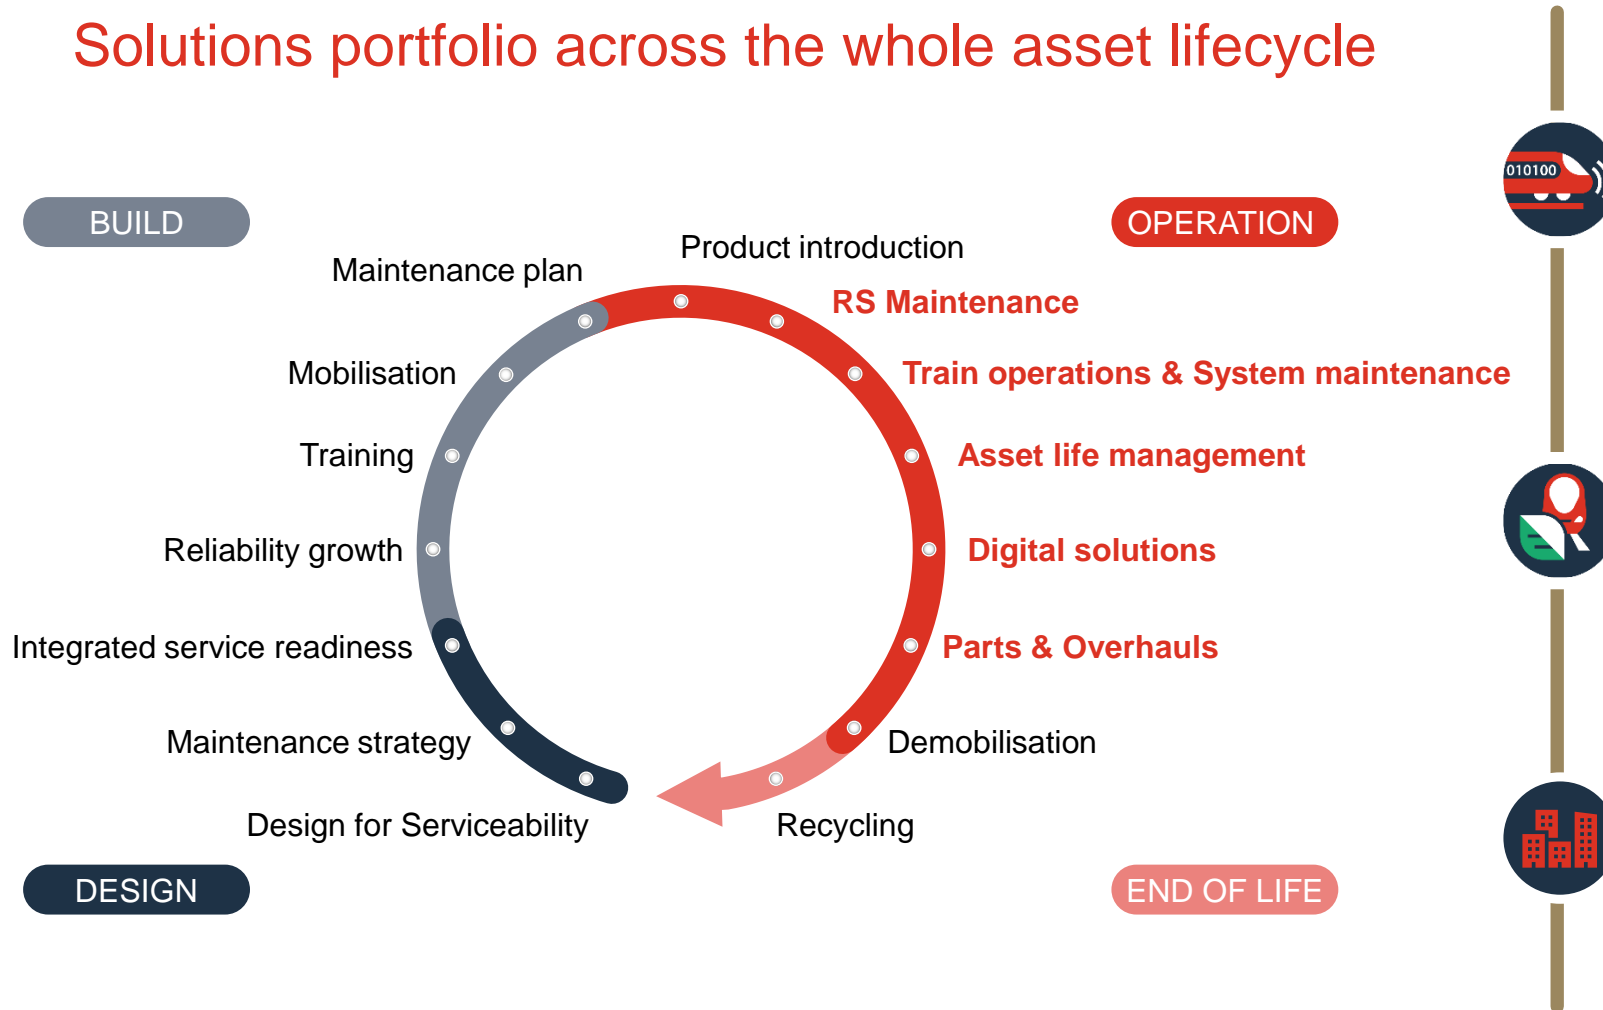 Solutions portfolio across the whole asset lifecycle
010100
BUILD
OPERATION
Product introduction
Maintenance plan
RS Maintenance
Mobilisation
Train operations & System maintenance
Training
Asset life management
Reliability growth
Digital solutions
Integrated service readiness
Parts & Overhauls
Maintenance strategy
Demobilisation
Design for Serviceability
Recycling
DESIGN
END OF LIFE